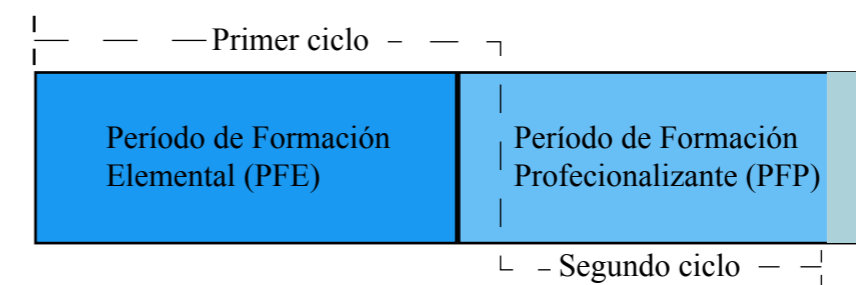 Primer ciclo
Período de Formación
Elemental (PFE)
Período de Formación
Profecionalizante (PFP)
Segundo ciclo